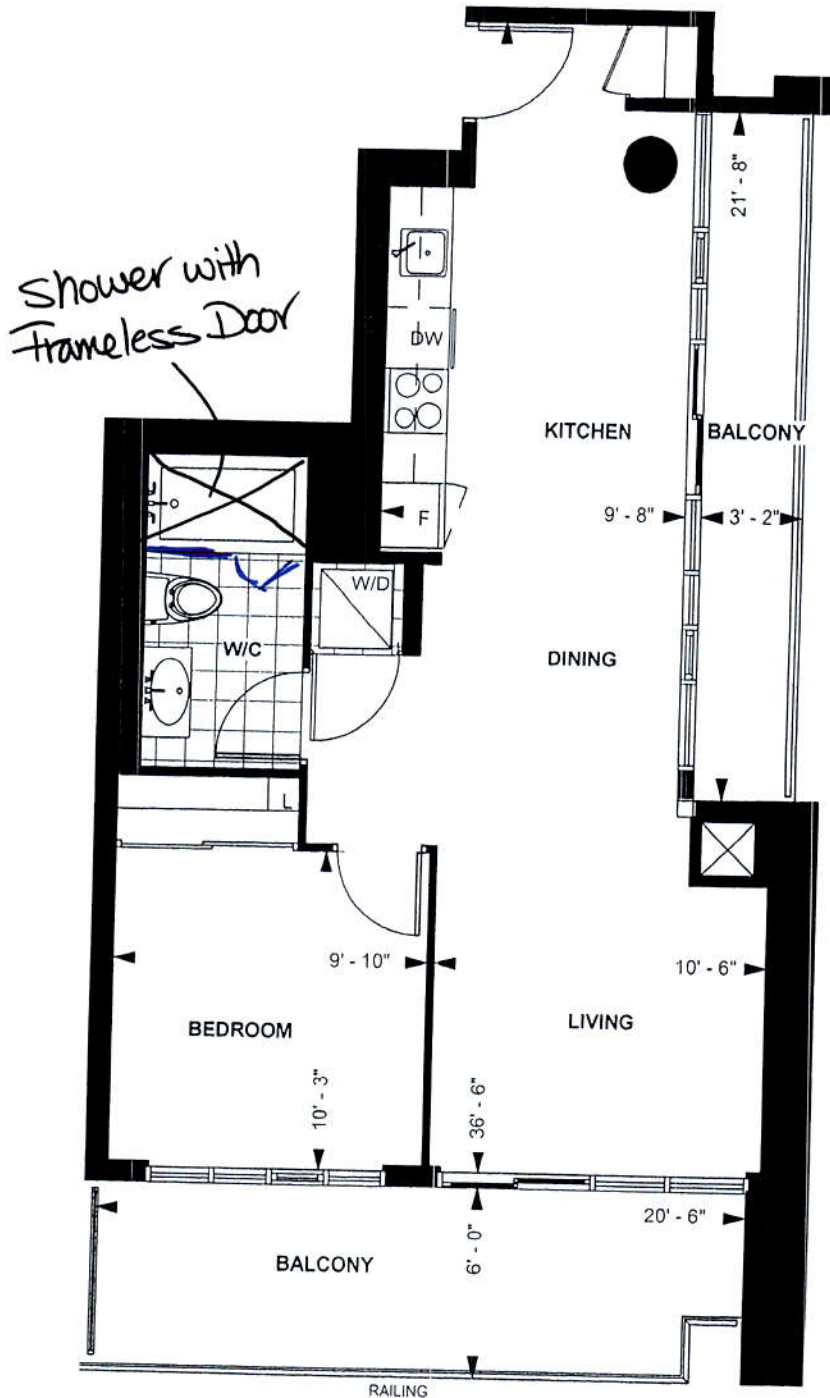 21' - 8"
Shower with
Frameless Door
DW
KITCHEN
BALCONY
F
9' - 8"
3' - 2"
W/D
W/C
DINING
L
9' - 10"
10' - 6"
BEDROOM
LIVING
10' - 3"
36' - 6"
20' - 6"
6' - 0"
BALCONY
RAILING